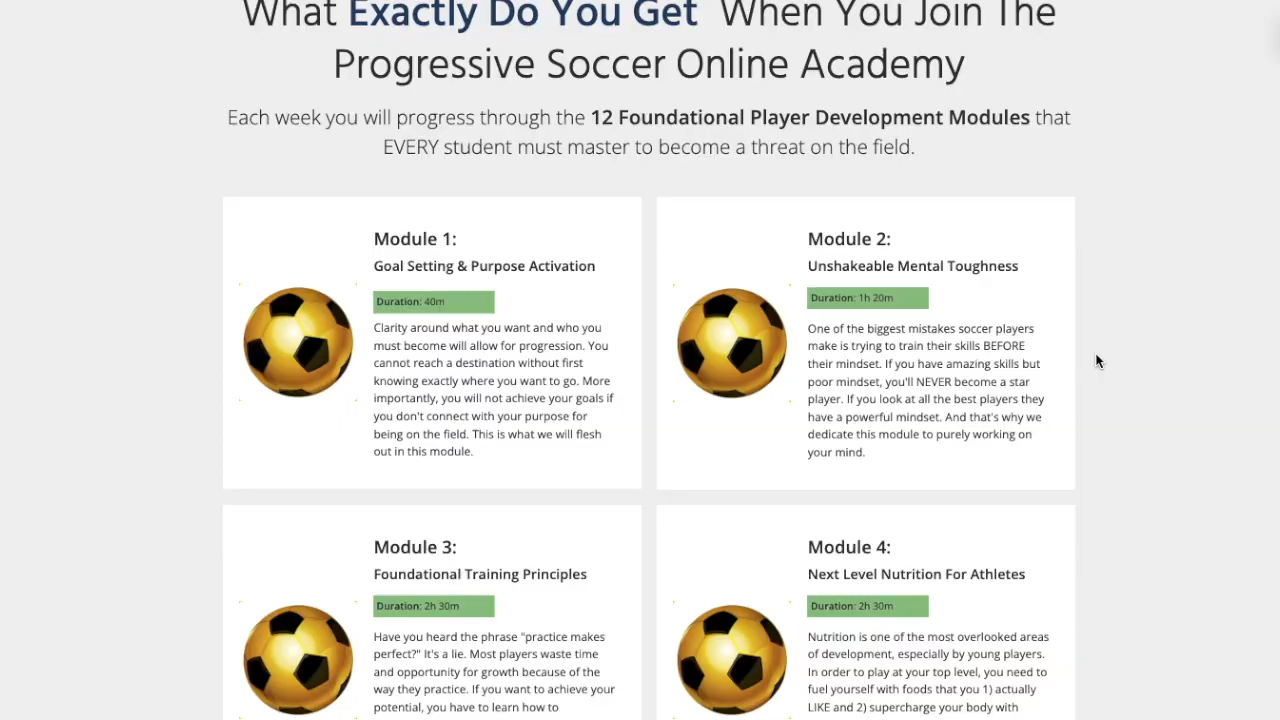 What Exactly Do You Get When You Join The
Progressive Soccer Online Academy
Each week you will progress through the 12 Foundational Player Development Modules that
EVERY student must master to become a threat on the field.
Module 1:
Goal Setting & Purpose Activation
Duration: 40m
Clarity around what you want and who you
must become will allow for progression. You
cannot reach a destination without first
knowing exactly where you want to go. More
importantly, you will not achieve your goals if
you don't connect with your purpose for
being on the field. This is what we will flesh
out in this module.
Module 2:
Unshakeable Mental Toughness
Duration: 1h 20m
One of the biggest mistakes soccer players
make is trying to train their skills BEFORE
their mindset. If you have amazing skills but
poor mindset, you'll NEVER become a star
player. If you look at all the best players they
have a powerful mindset. And that's why we
dedicate this module to purely working on
your mind.
Module 3:
Foundational Training Principles
Duration: 2h 30m
Have you heard the phrase "practice makes
perfect?" It's a lie. Most players waste time
and opportunity for growth because of the
way they practice. If you want to achieve your
potential, you have to learn how to
Module 4:
Next Level Nutrition For Athletes
Duration: 2h 30m
Nutrition is one of the most overlooked areas
of development, especially by young players.
In order to play at your top level, you need to
fuel yourself with foods that you 1) actually
LIKE and 2) supercharge your body with